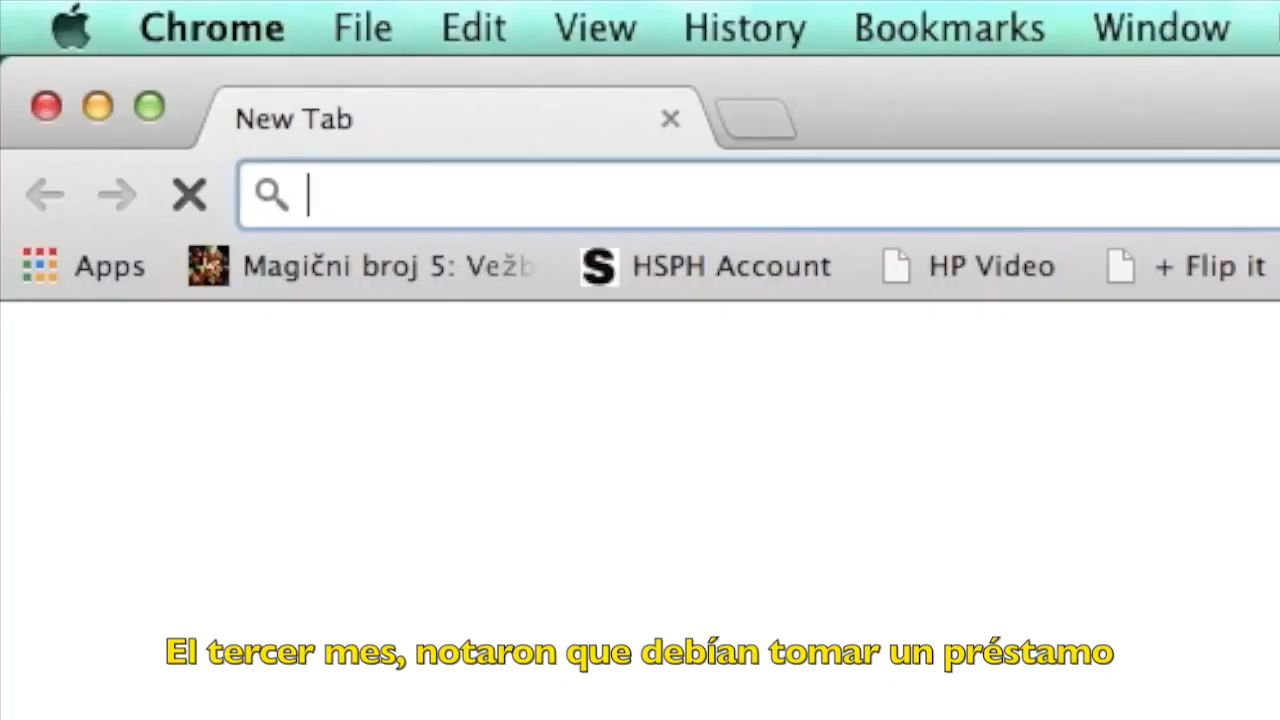 Chrome File Edit View History Bookmarks Window
New Tab
Apps Magični broj 5: Vežb HSPH Account HP Video + Flip it
El tercer mes, notaron que debían tomar un préstamo